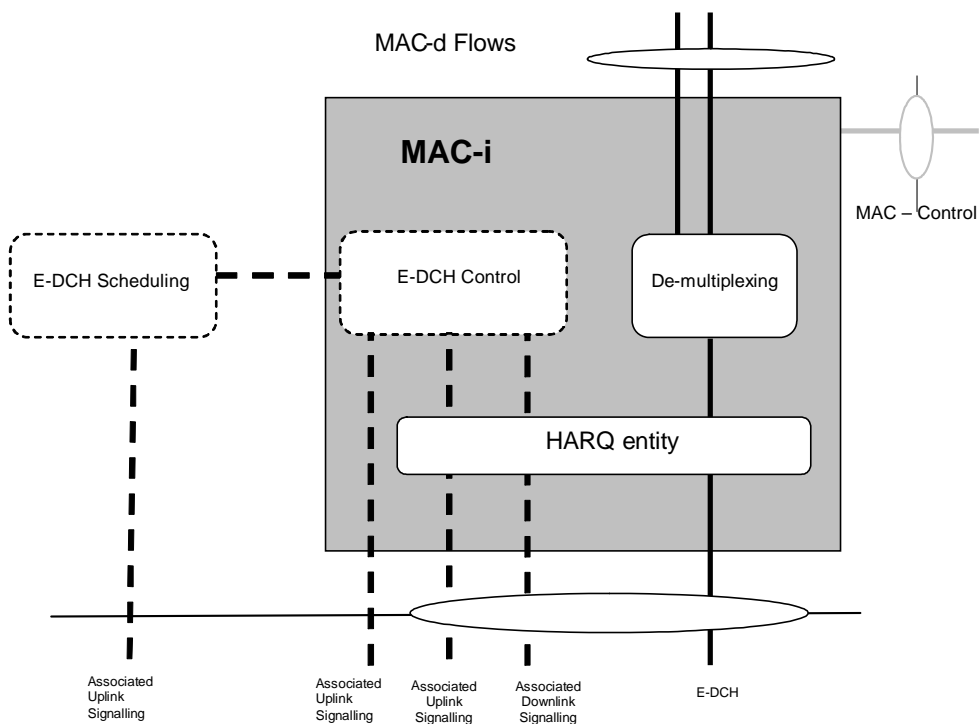 MAC-d Flows
MAC-i
MAC – Control
E-DCH Scheduling
E-DCH Control
De-multiplexing
HARQ entity
Associated
Uplink
Signalling
Associated
Uplink
Signalling
Associated
Uplink
Signalling
Associated
Downlink
Signalling
E-DCH